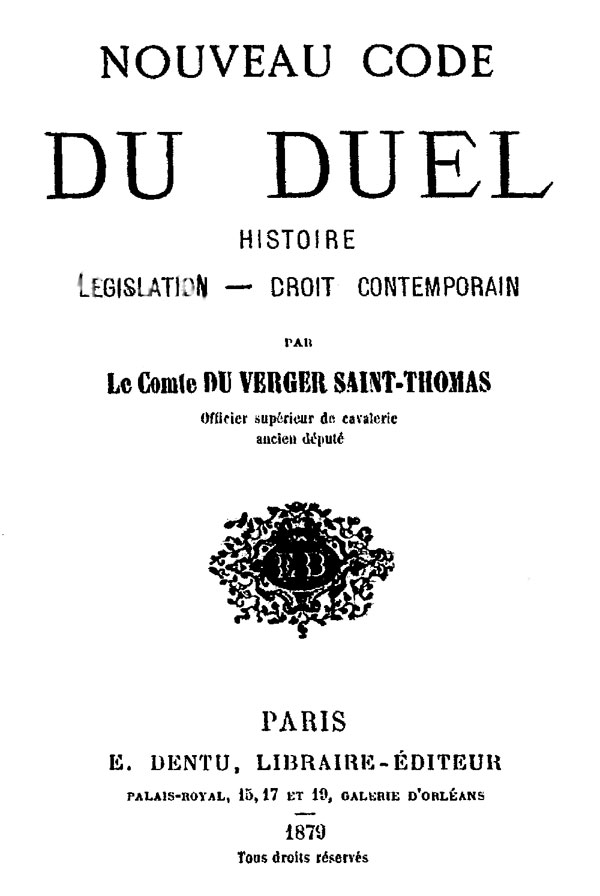 NOUVEAU CODE
DU DUEL
HISTOIRE
LEGISLATION — DROIT CONTEMPORAIN
PAR
Le Comte DU VERGER SAINT-THOMAS
Officier supérieur de cavalerie
ancien député
PARIS
E. DENTU, LIBRAIRE-ÉDITEUR
PALAIS-ROYAL, 15, 17 ET 19, GALERIE D'ORLÉANS
1879
Tous droits réservés